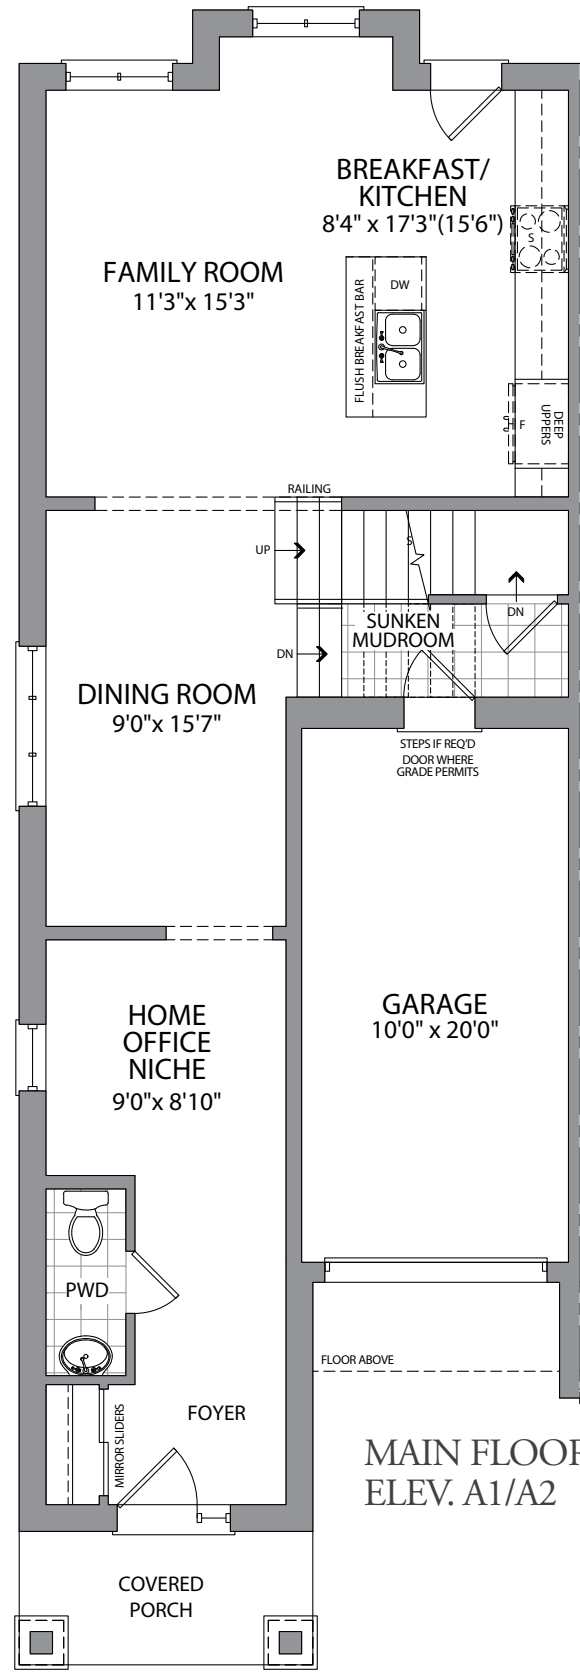 BREAKFAST/
KITCHEN
8'4" x 17'3"(15'6")
FAMILY ROOM
11'3"x 15'3"
S
DW
FLUSH BREAKFAST BAR
F
DEEP
UPPERS
RAILING
UP
S
DN
SUNKEN
MUDROOM
DN
DINING ROOM
9'0"x 15'7"
STEPS IF REQ'D
DOOR WHERE
GRADE PERMITS
HOME
OFFICE
NICHE
9'0"x 8'10"
GARAGE
10'0" x 20'0"
PWD
FLOOR ABOVE
MIRROR SLIDERS
FOYER
MAIN FLOOR
ELEV. A1/A2
COVERED
PORCH